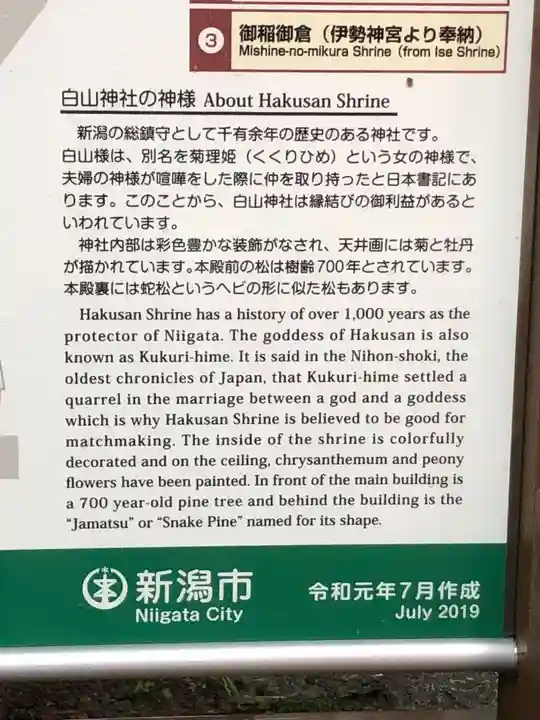 3 御稲御倉（伊勢神宮より奉納）
Mishine-no-mikura Shrine (from Ise Shrine)
白山神社の神様 About Hakusan Shrine
新潟の総鎮守として千有余年の歴史のある神社です。
白山様は、別名を菊理姫（くくりひめ）という女の神様で、
夫婦の神様が喧嘩をした際に仲を取り持ったと日本書記にあ
ります。このことから、白山神社は縁結びの御利益があると
いわれています。
神社内部は彩色豊かな装飾がなされ、天井画には菊と牡丹
が描かれています。本殿前の松は樹齢700年とされています。
本殿裏には蛇松というヘビの形に似た松もあります。
Hakusan Shrine has a history of over 1,000 years as the
protector of Niigata. The goddess of Hakusan is also
known as Kukuri-hime. It is said in the Nihon-shoki, the
oldest chronicles of Japan, that Kukuri-hime settled a
quarrel in the marriage between a god and a goddess
which is why Hakusan Shrine is believed to be good for
matchmaking. The inside of the shrine is colorfully
decorated and on the ceiling, chrysanthemum and peony
flowers have been painted. In front of the main building is
a 700 year-old pine tree and behind the building is the
“Jamatsu” or “Snake Pine” named for its shape.
新潟市
Niigata City
令和元年7月作成
July 2019